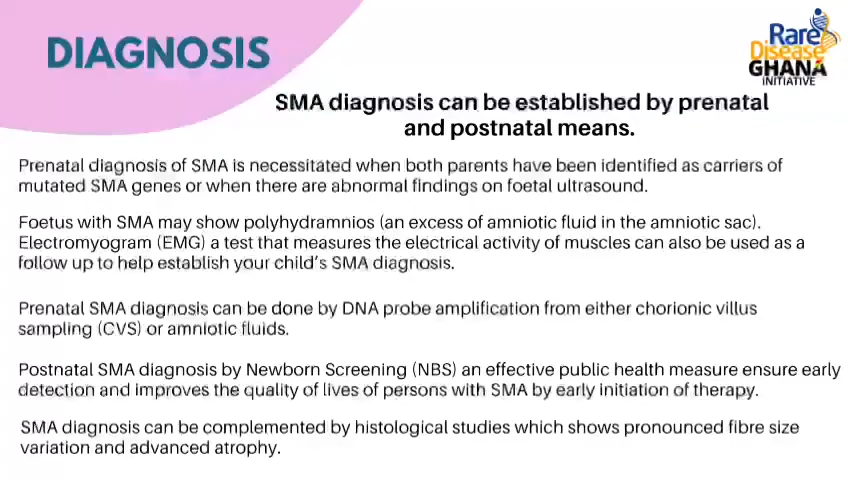 DIAGNOSIS
Rare
Disease
GHANA
INITIATIVE
SMA diagnosis can be established by prenatal
and postnatal means.
Prenatal diagnosis of SMA is necessitated when both parents have been identified as carriers of
mutated SMA genes or when there are abnormal findings on foetal ultrasound.
Foetus with SMA may show polyhydramnios (an excess of amniotic fluid in the amniotic sac).
Electromyogram (EMG) a test that measures the electrical activity of muscles can also be used as a
follow up to help establish your child's SMA diagnosis.
Prenatal SMA diagnosis can be done by DNA probe amplification from either chorionic villus
sampling (CVS) or amniotic fluids.
Postnatal SMA diagnosis by Newborn Screening (NBS) an effective public health measure ensure early
detection and improves the quality of lives of persons with SMA by early initiation of therapy.
SMA diagnosis can be complemented by histological studies which shows pronounced fibre size
variation and advanced atrophy.